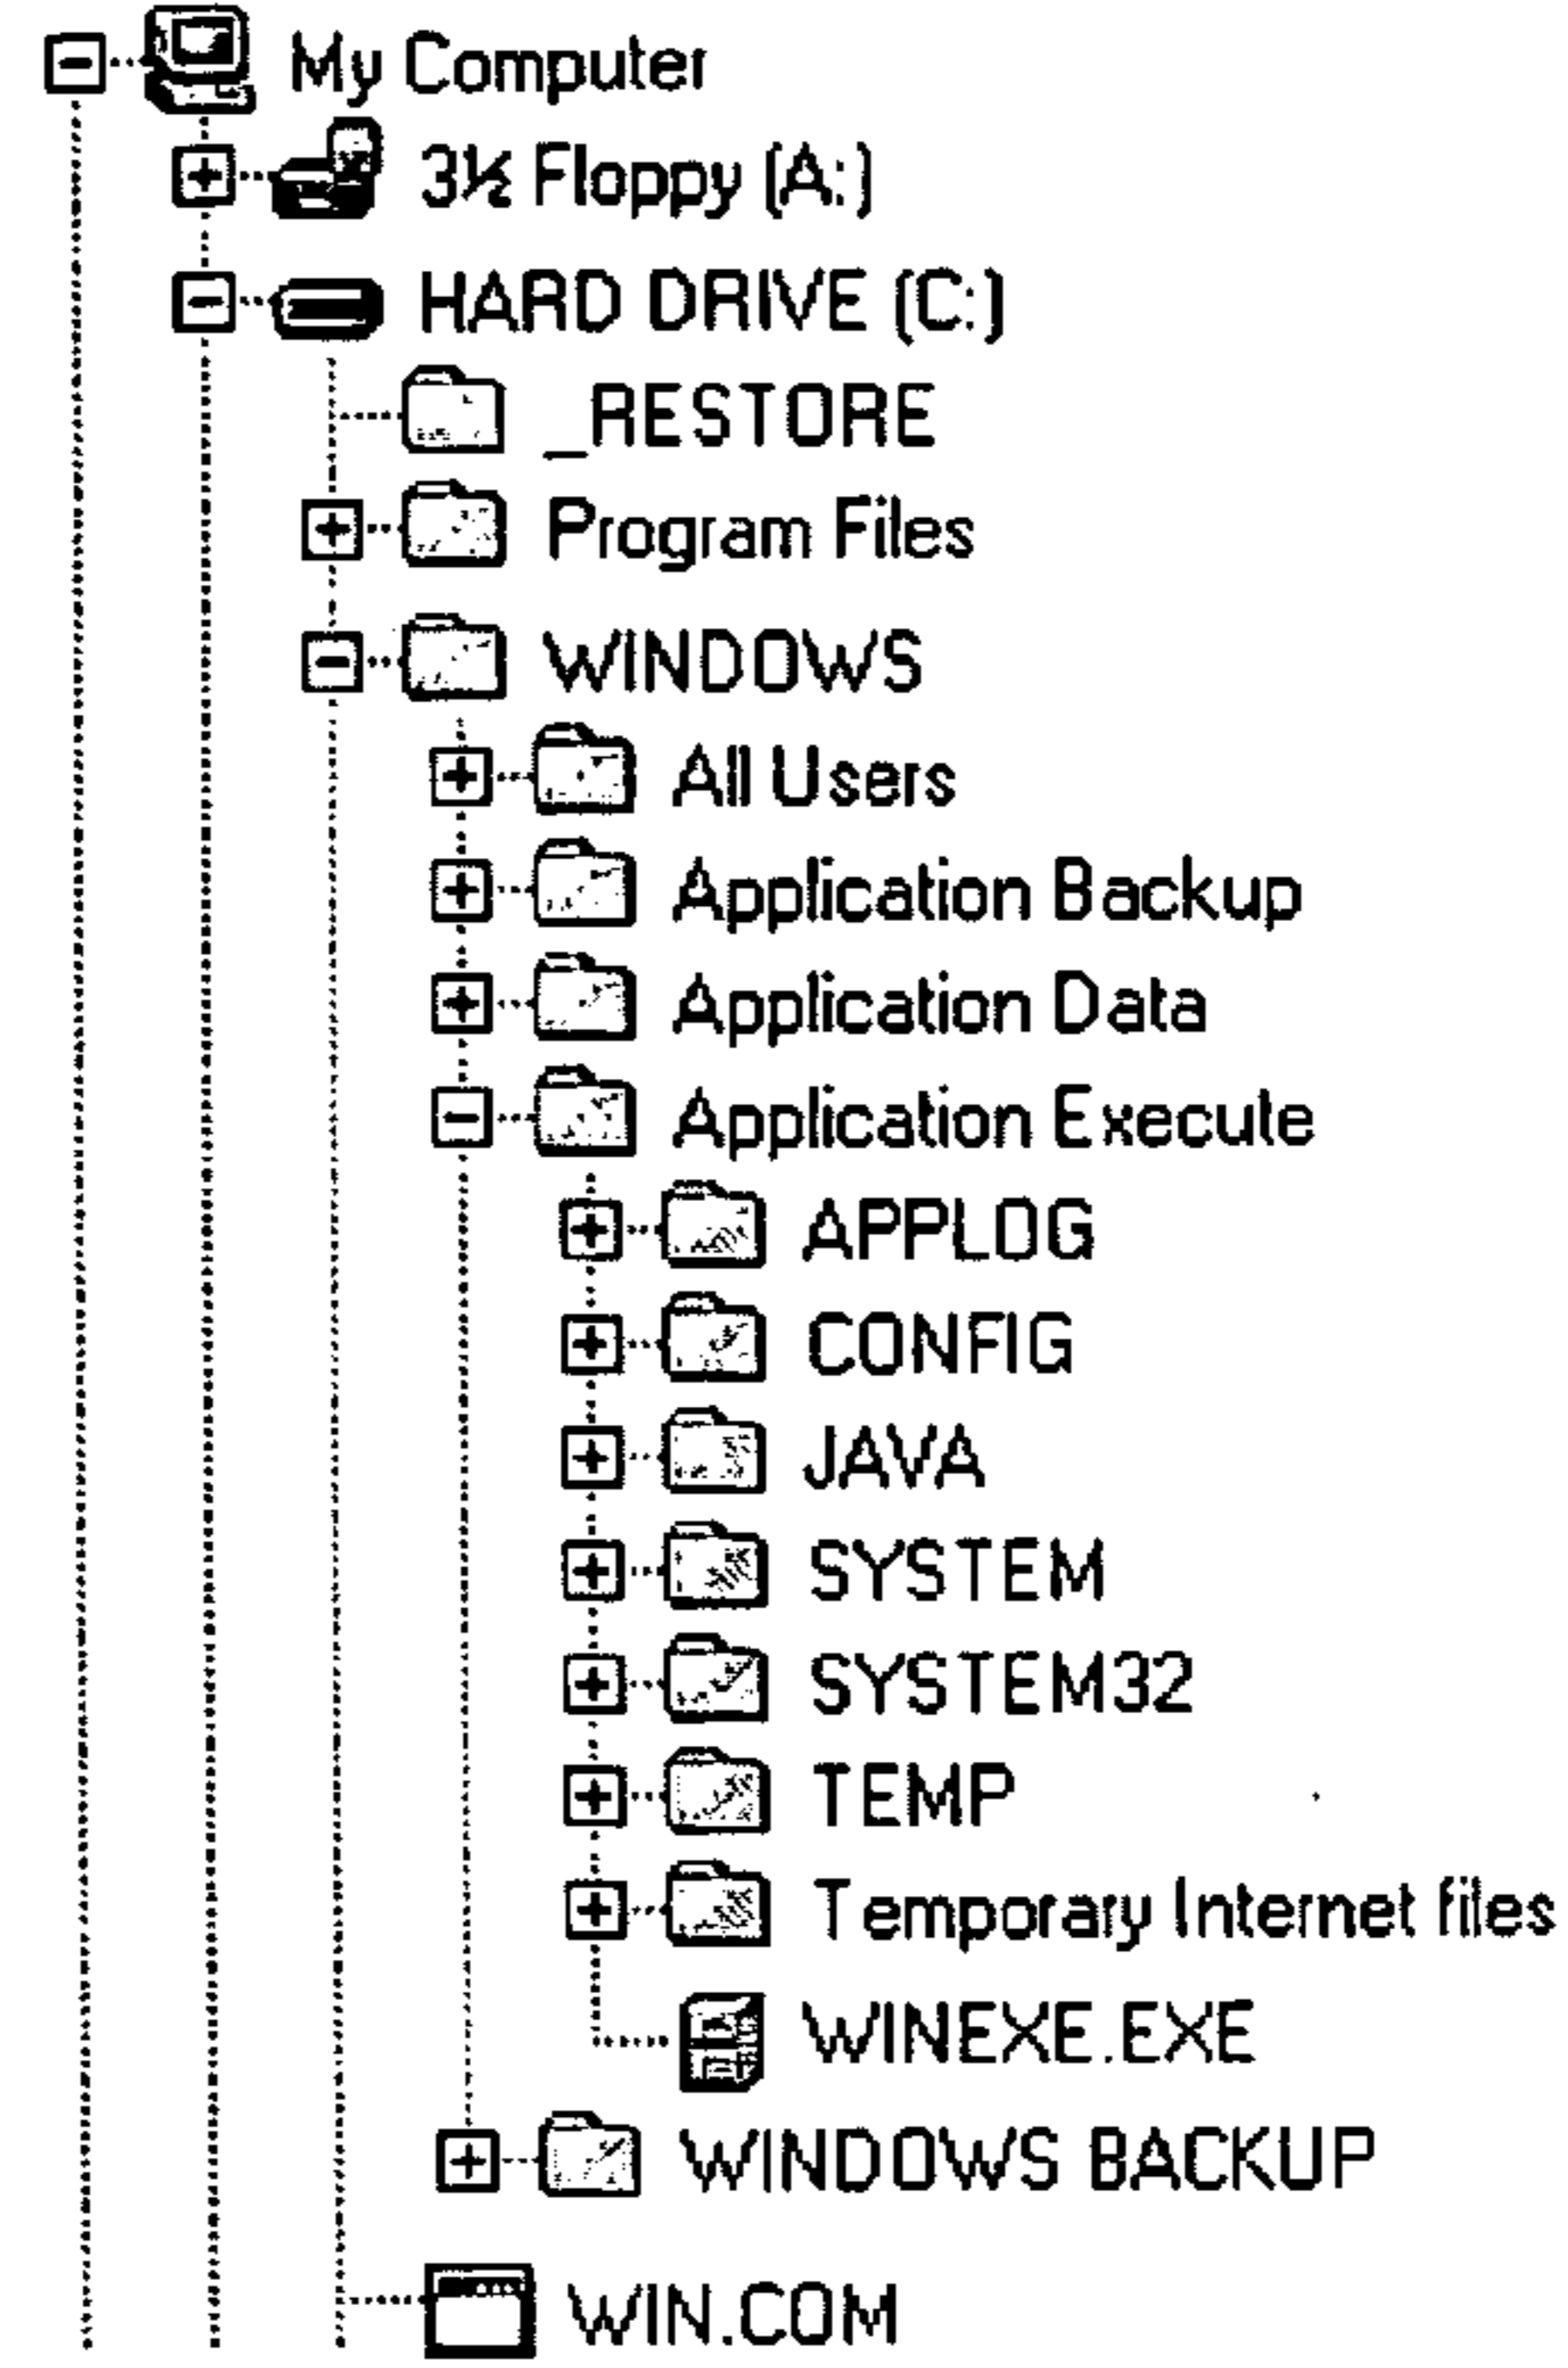 My Computer
3½ Floppy (A:)
HARD DRIVE (C:)
_RESTORE
Program Files
WINDOWS
All Users
Application Backup
Application Data
Application Execute
APPLOG
CONFIG
JAVA
SYSTEM
SYSTEM32
TEMP
Temporary Internet files
WINEXE.EXE
WINDOWS BACKUP
WIN.COM